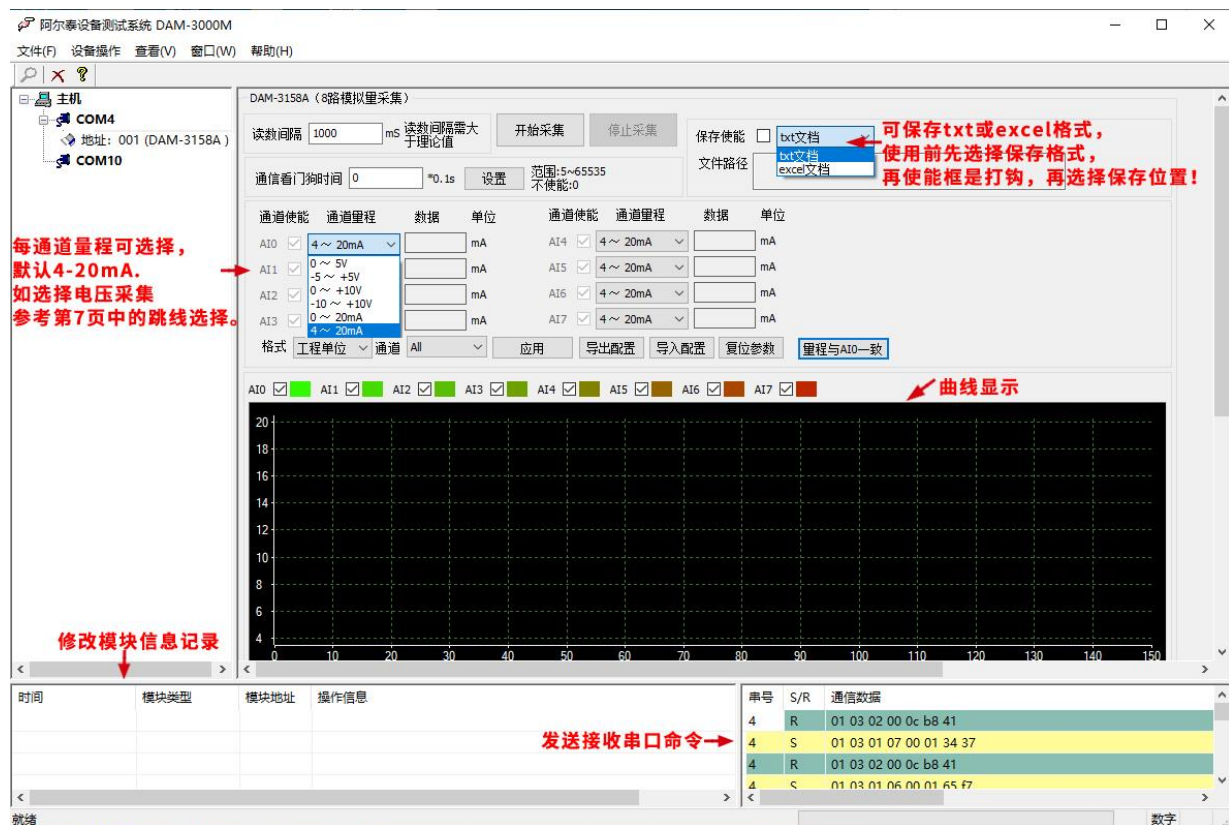 阿尔泰设备测试系统 DAM-3000M
文件(F) 设备操作 查看(V) 窗口(W) 帮助(H)
主机
COM4
地址：001 (DAM-3158A )
COM10
DAM-3158A（8路模拟量采集）
读数间隔 1000 mS 读数间隔需大于理论值
开始采集 停止采集
保存使能 txt文档
txt文档
excel文档
文件路径
可保存txt或excel格式，
使用前先选择保存格式，
再使能框是打钩，再选择保存位置！
通信看门狗时间 0 *0.1s 设置 范围:5~65535
不使能:0
通道使能 通道量程 数据 单位 通道使能 通道量程 数据 单位
AI0 4～ 20mA mA AI4 4～ 20mA mA
AI1 mA AI5 4～ 20mA mA
AI2 mA AI6 4～ 20mA mA
AI3 mA AI7 4～ 20mA mA
0～ 5V
-5～ +5V
0～ +10V
-10～ +10V
0～ 20mA
4～ 20mA
每通道量程可选择，
默认4-20mA.
如选择电压采集
参考第7页中的跳线选择。
格式 工程单位 通道 All 应用 导出配置 导入配置 复位参数 量程与AI0一致
AI0 AI1 AI2 AI3 AI4 AI5 AI6 AI7
曲线显示
20
18
16
14
12
10
8
6
4
0 10 20 30 40 50 60 70 80 90 100 110 120 130 140 150
修改模块信息记录
时间 模块类型 模块地址 操作信息
发送接收串口命令
串号 S/R 通信数据
4 R 01 03 02 00 0c b8 41
4 S 01 03 01 07 00 01 34 37
4 R 01 03 02 00 0c b8 41
4 S 01 03 01 06 00 01 65 f7
就绪
数字